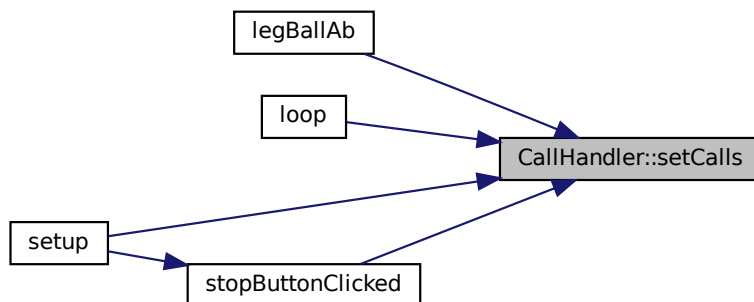 legBallAb
loop
CallHandler::setCalls
setup
stopButtonClicked